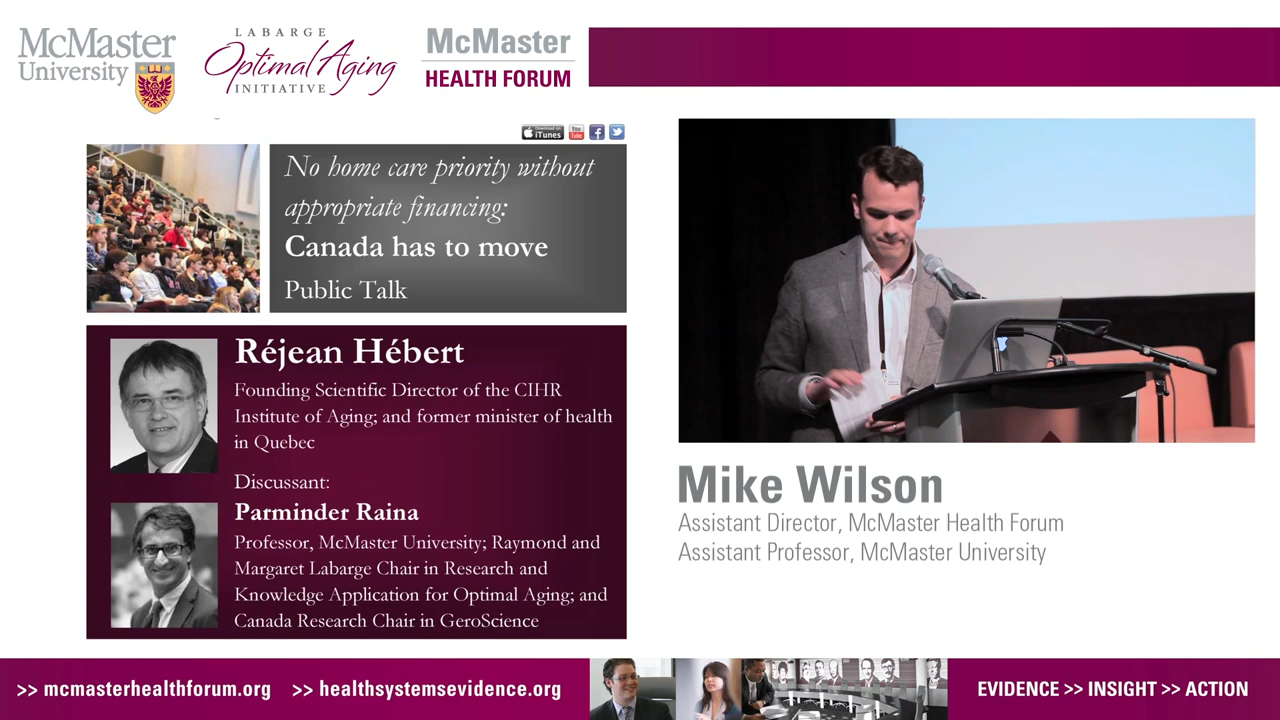 McMaster
University
LABARGE
Optimal Aging
INITIATIVE
McMaster
HEALTH FORUM
Download on
iTunes
You
Tube
No home care priority without
appropriate financing:
Canada has to move
Public Talk
Réjean Hébert
Founding Scientific Director of the CIHR
Institute of Aging; and former minister of health
in Quebec
Discussant:
Parminder Raina
Professor, McMaster University; Raymond and
Margaret Labarge Chair in Research and
Knowledge Application for Optimal Aging; and
Canada Research Chair in GeroScience
Mike Wilson
Assistant Director, McMaster Health Forum
Assistant Professor, McMaster University
>> mcmasterhealthforum.org >> healthsystemsevidence.org
EVIDENCE >> INSIGHT >> ACTION